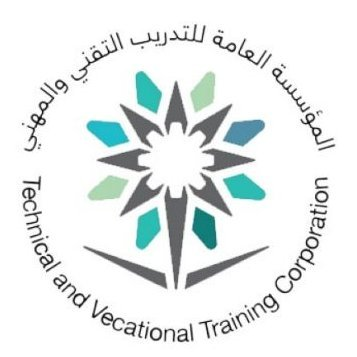 المؤسسة العامة للتدريب التقني والمهني
Technical and Vecational Training Corporation